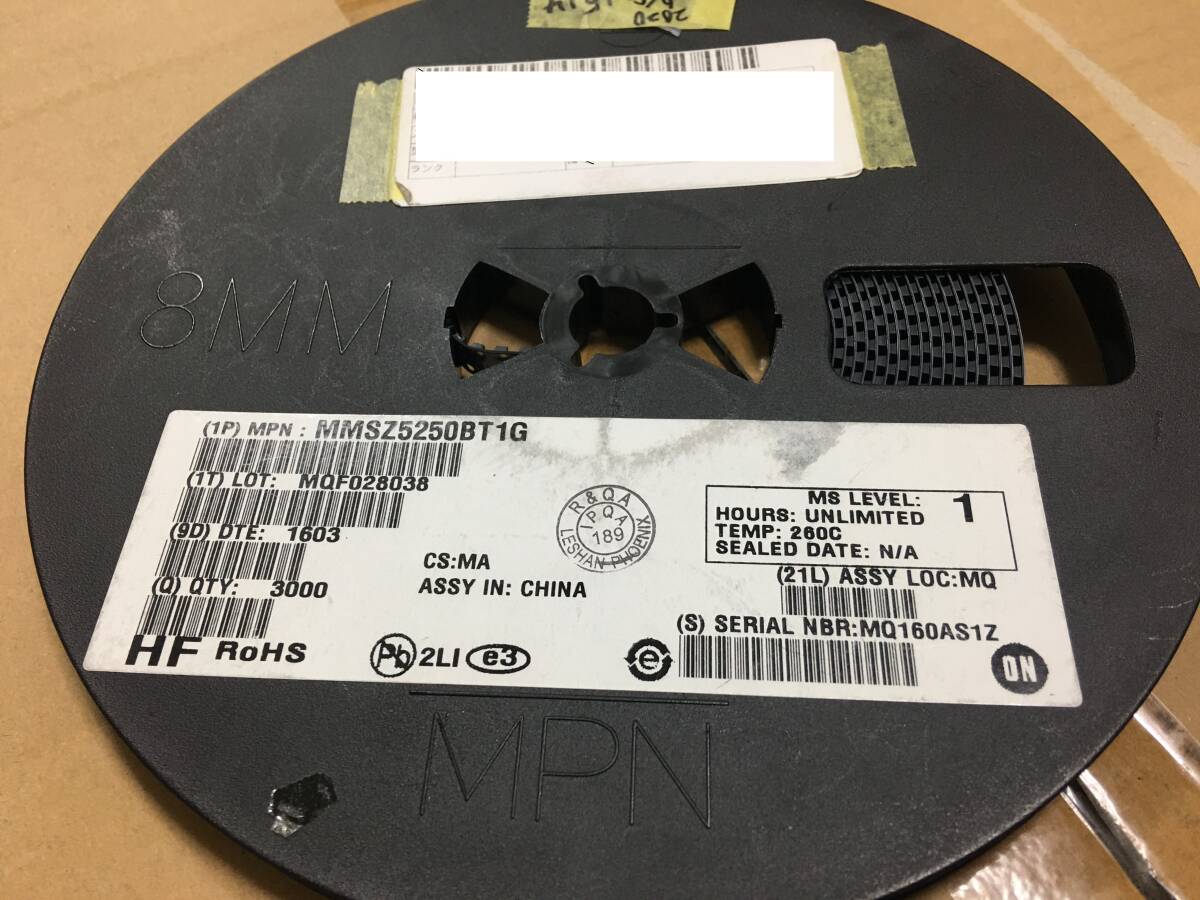 2020
ランク
8MM
(1P) MPN : MMSZ5250BT1G
(1T) LOT: MQF028038
(9D) DTE: 1603
(Q) QTY: 3000
HF RoHS
CS:MA
ASSY IN: CHINA
R&QA
IPQA
189
LESHAN PHOENIX
MS LEVEL: 1
HOURS: UNLIMITED
TEMP: 260C
SEALED DATE: N/A
(21L) ASSY LOC:MQ
(S) SERIAL NBR:MQ160AS1Z
Pb 2LI e3
e
ON
MPN